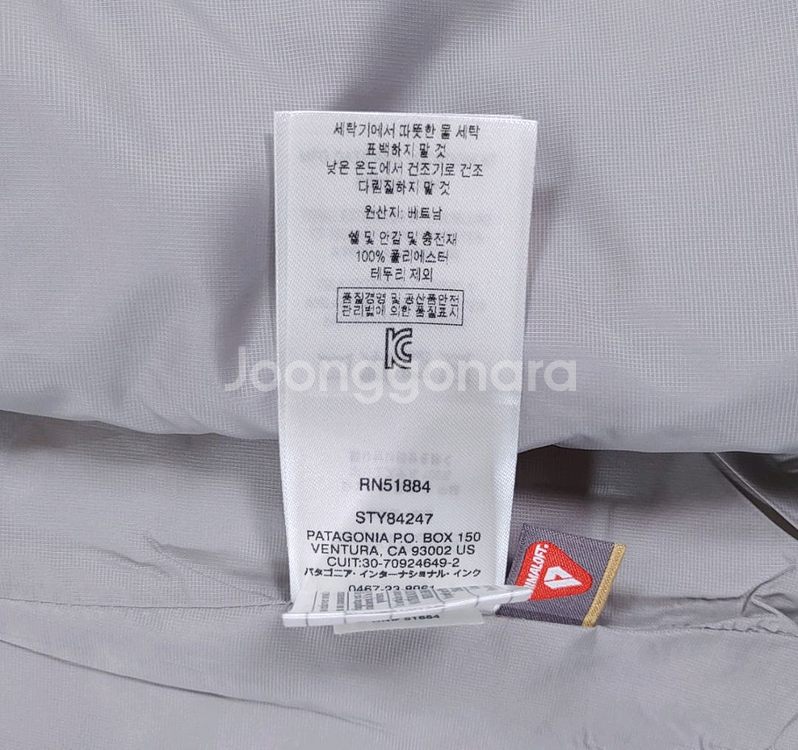 세탁기에서 따뜻한 물 세탁
표백하지 말 것
낮은 온도에서 건조기로 건조
다림질하지 말 것
원산지: 베트남
쉘 및 안감 및 충전재
100% 폴리에스터
테두리 제외
품질경영 및 공산품안전
관리법에 의한 품질표시
Joonggonara
RN51884
STY84247
PATAGONIA P.O. BOX 150
VENTURA, CA 93002 US
CUIT:30-70924649-2
パタゴニア・インターナショナル・インク
0467-23-8961
IMALOFT
51884